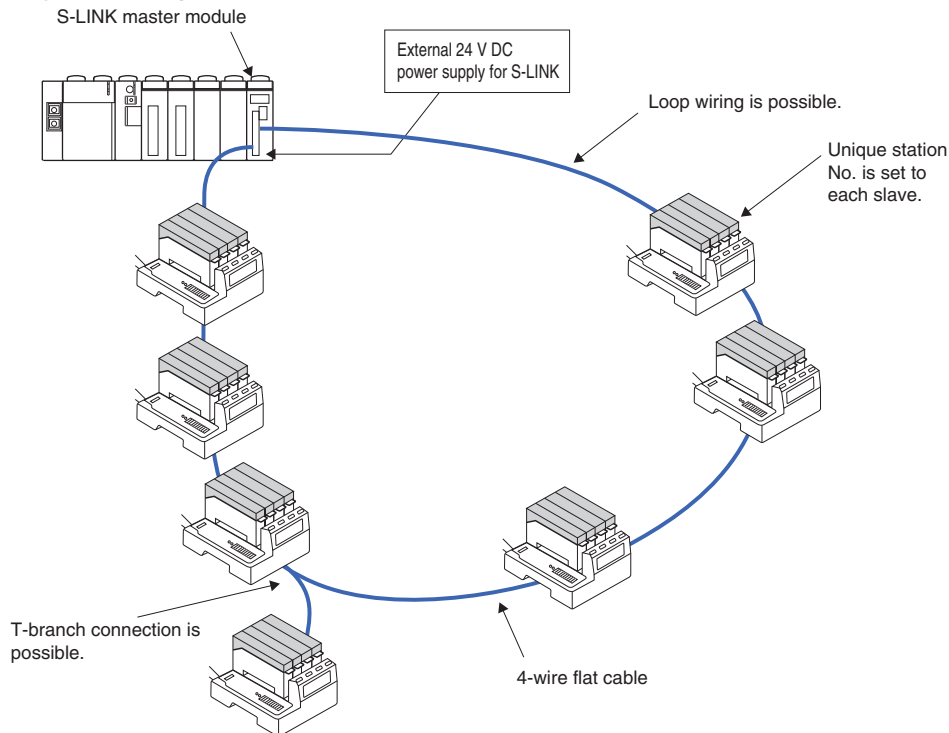 S-LINK master module
External 24 V DC
power supply for S-LINK
Loop wiring is possible.
Unique station
No. is set to
each slave.
T-branch connection is
possible.
4-wire flat cable